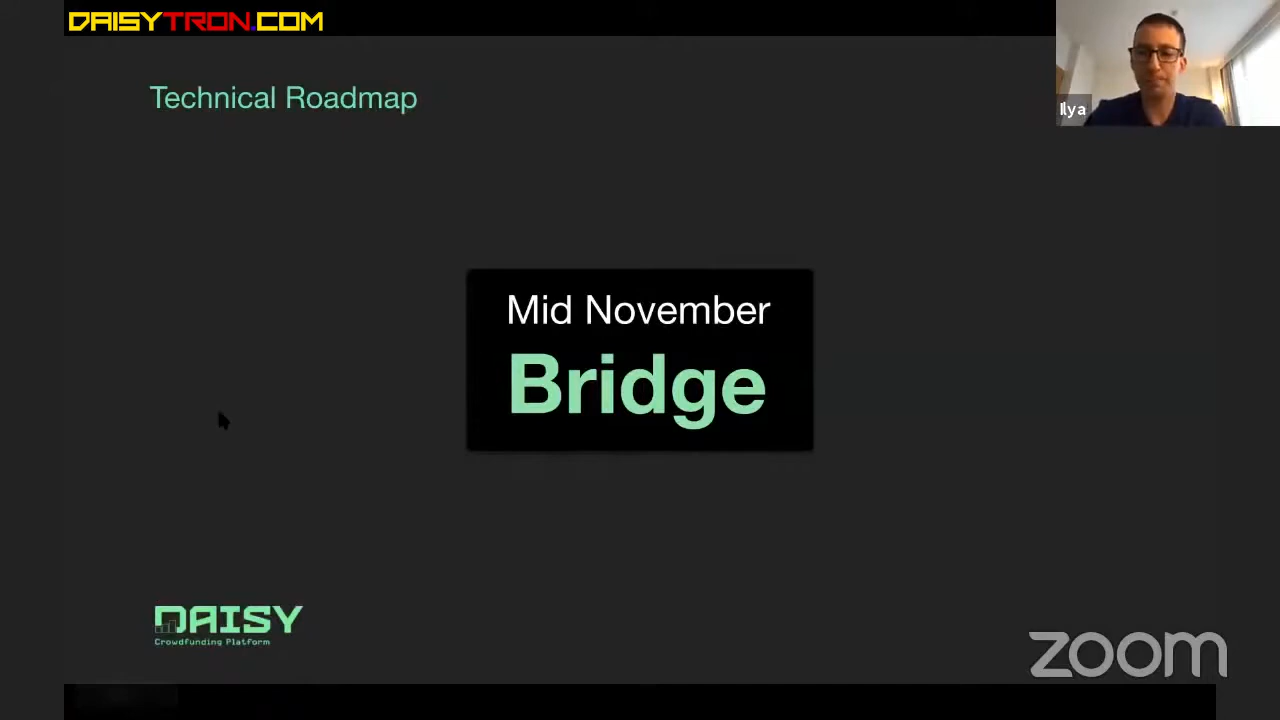 DAISYTRON.COM
Technical Roadmap
Ilya
Mid November
Bridge
DAISY
Crowdfunding Platform
zoom